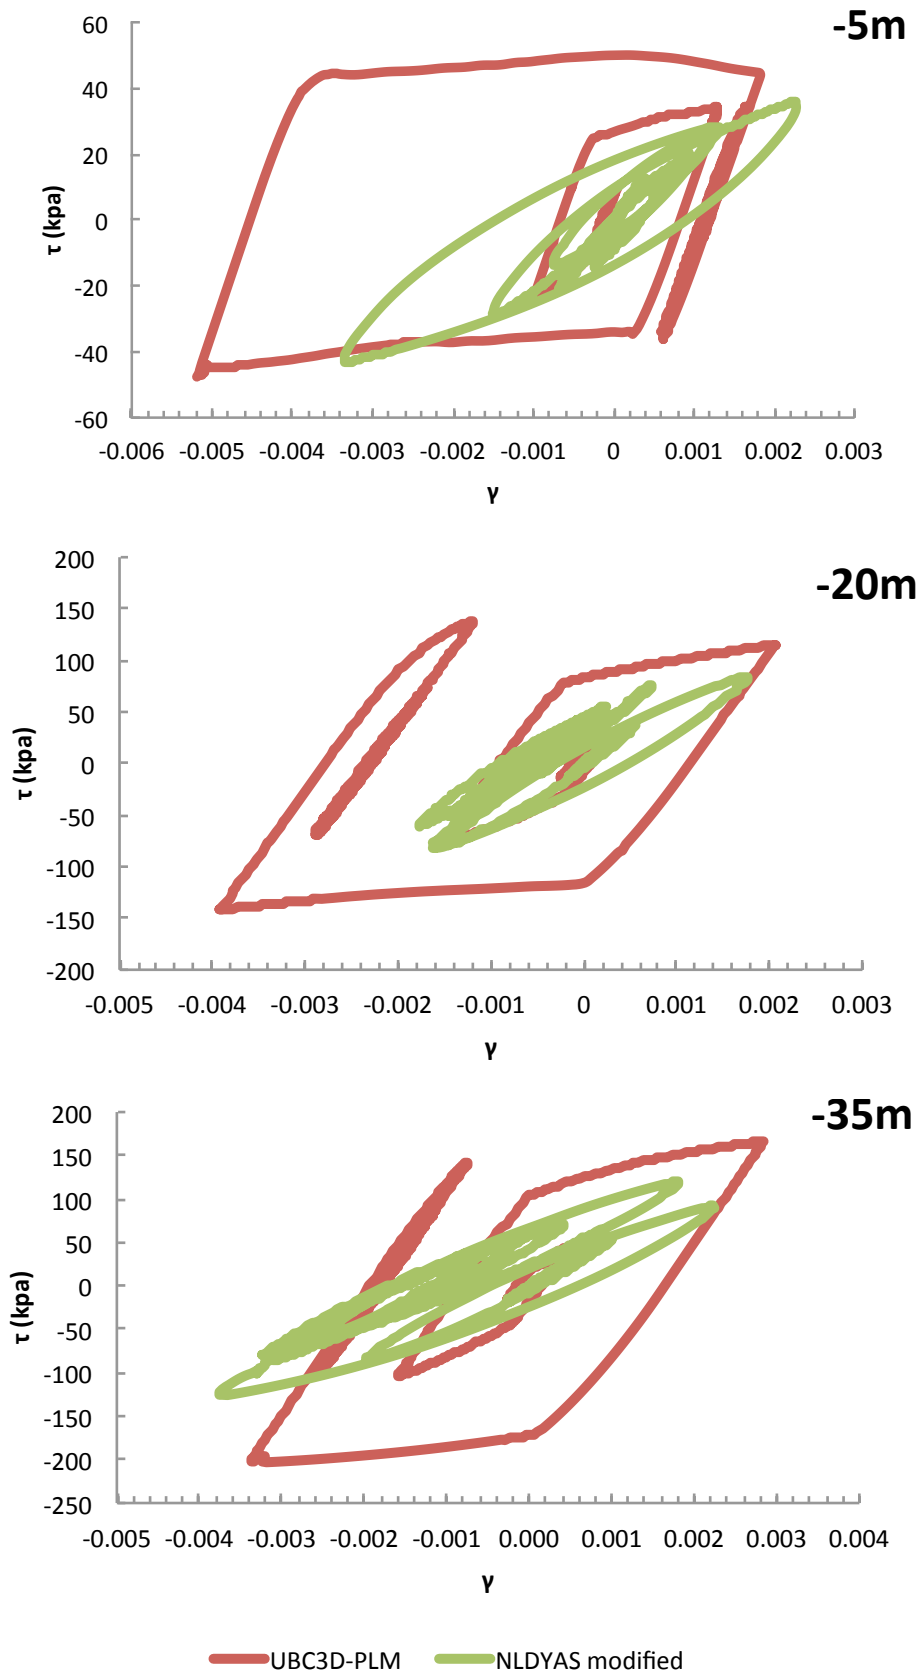 -5m
60
40
20
0
-20
-40
-60
τ (kpa)
-0.006 -0.005 -0.004 -0.003 -0.002 -0.001 0 0.001 0.002 0.003
γ
-20m
200
150
100
50
0
-50
-100
-150
-200
τ (kpa)
-0.005 -0.004 -0.003 -0.002 -0.001 0 0.001 0.002 0.003
γ
-35m
200
150
100
50
0
-50
-100
-150
-200
-250
τ (kpa)
-0.005 -0.004 -0.003 -0.002 -0.001 0.000 0.001 0.002 0.003 0.004
γ
UBC3D-PLM NLDYAS modified